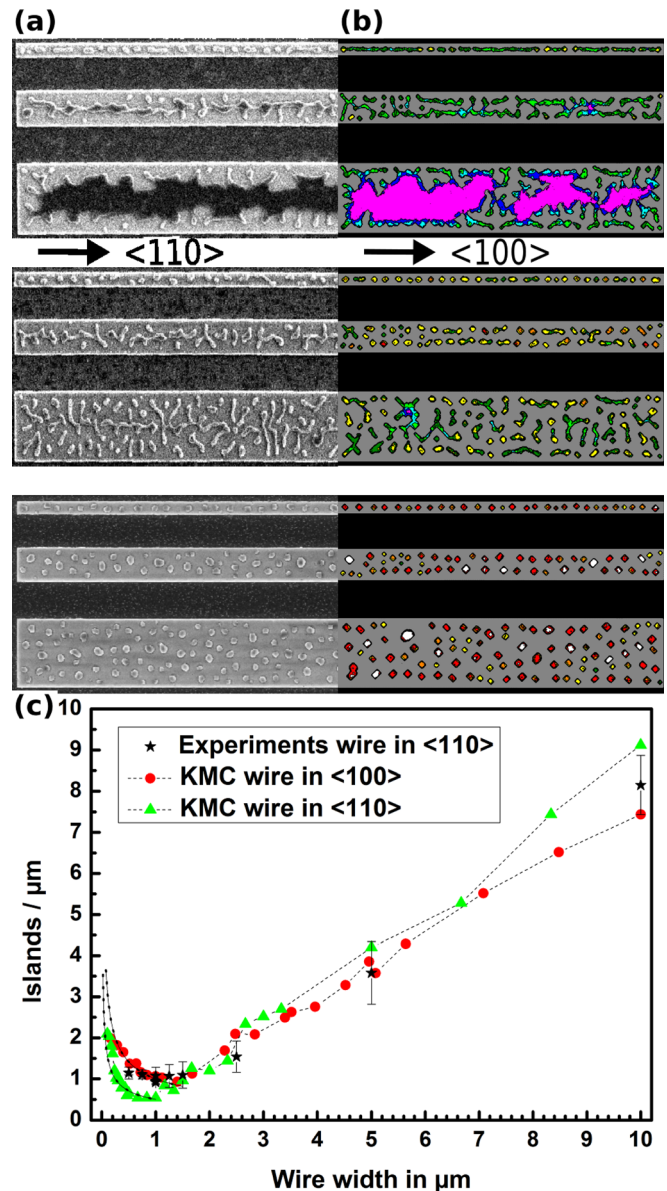 (a) (b)
<110> <100>
(c)
10
9
8
7
6
5
4
3
2
1
0
Islands / μm
Experiments wire in <110>
KMC wire in <100>
KMC wire in <110>
0 1 2 3 4 5 6 7 8 9 10
Wire width in μm